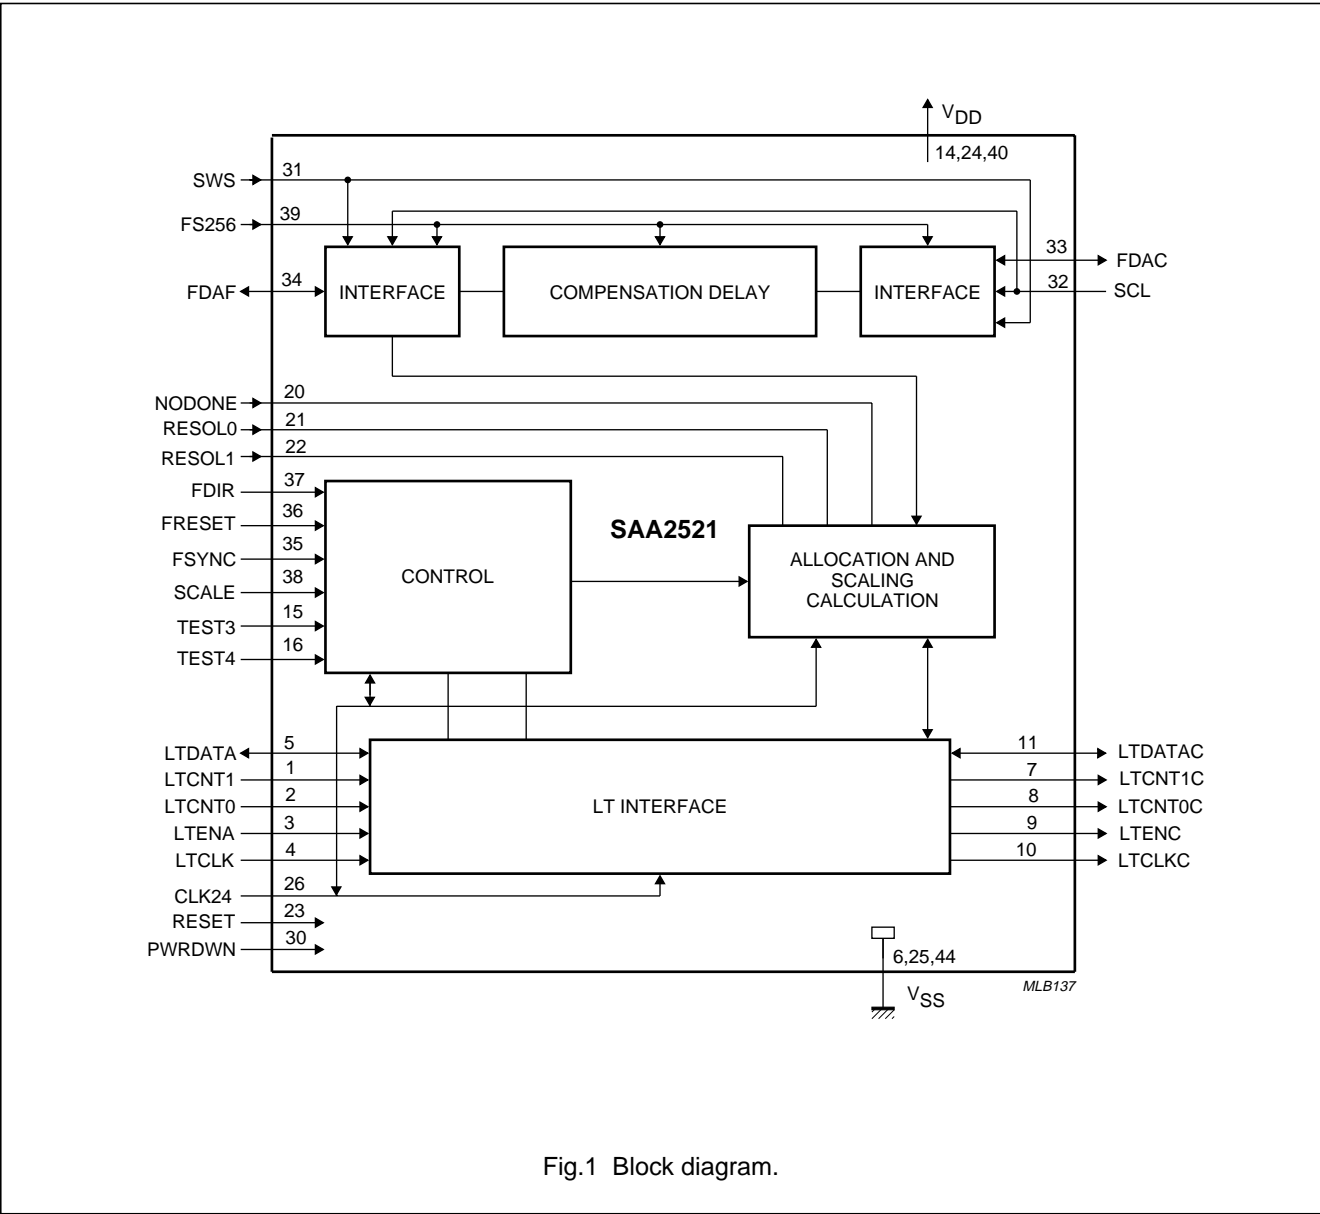 VDD
14,24,40
SWS 31
FS256 39
33 FDAC
FDAF 34 INTERFACE COMPENSATION DELAY INTERFACE 32 SCL
NODONE 20
RESOL0 21
RESOL1 22
FDIR 37
FRESET 36
FSYNC 35
SCALE 38
TEST3 15
TEST4 16
CONTROL
SAA2521
ALLOCATION AND
SCALING
CALCULATION
LTDATA 5
LTCNT1 1
LTCNT0 2
LTENA 3
LTCLK 4
LT INTERFACE
11 LTDATAC
7 LTCNT1C
8 LTCNT0C
9 LTENC
10 LTCLKC
CLK24 26
RESET 23
PWRDWN 30
6,25,44
VSS
MLB137
Fig.1 Block diagram.